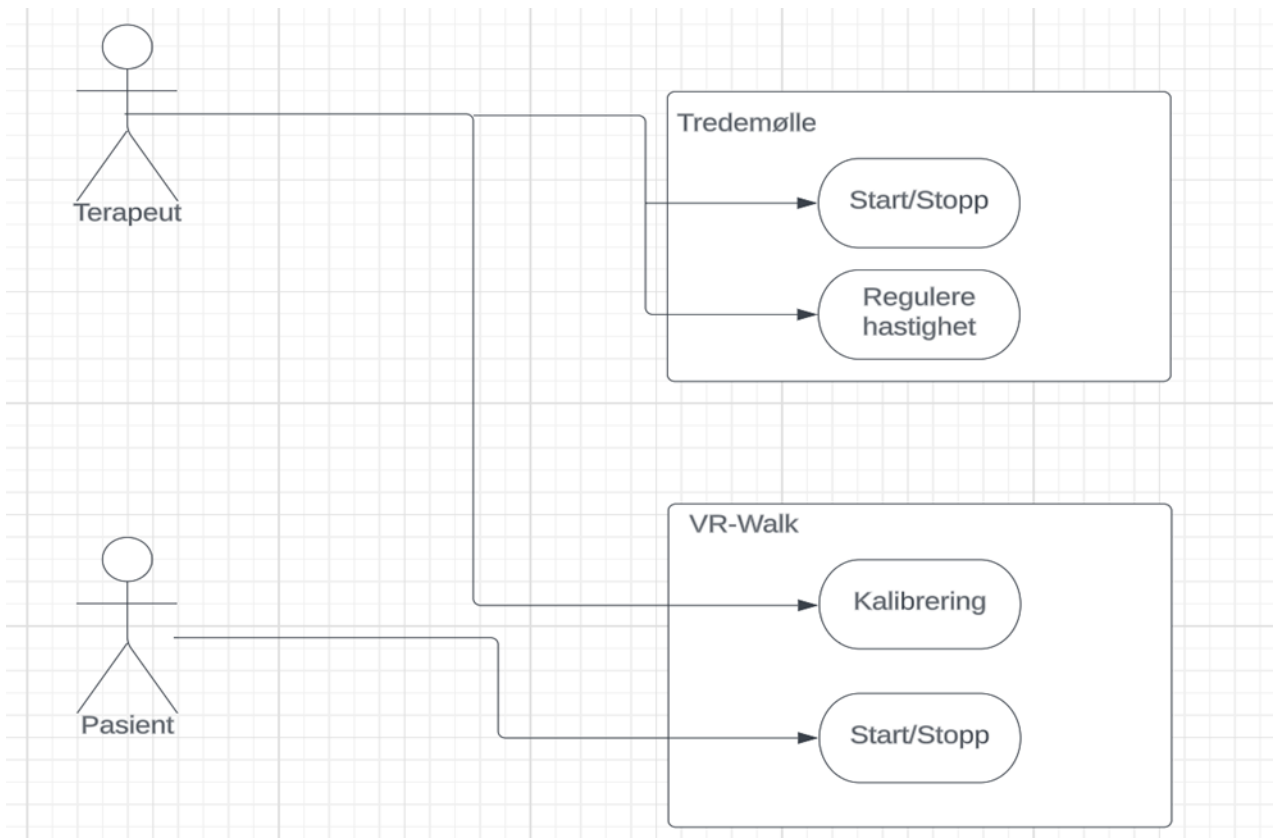 Terapeut
Tredemølle
Start/Stopp
Regulere
hastighet
Pasient
VR-Walk
Kalibrering
Start/Stopp